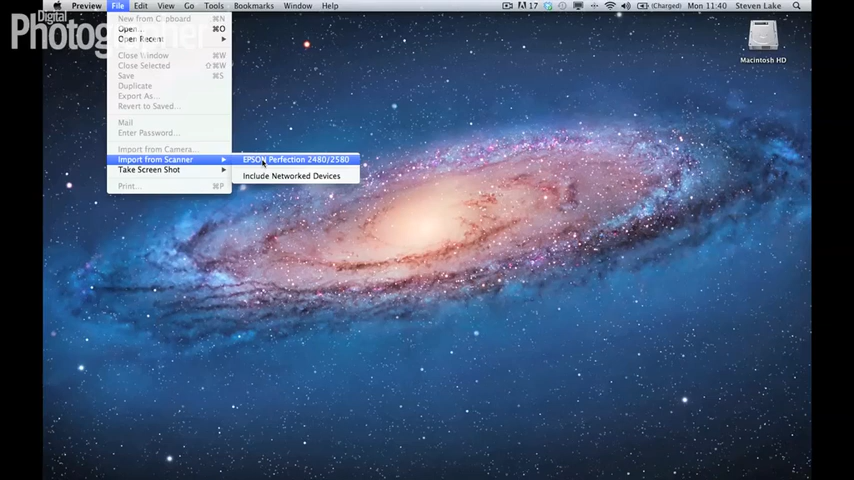 Preview File Edit View Go Tools Bookmarks Window Help
17 (Charged) Mon 11:40 Steven Lake
Digital
Photographer
New from Clipboard ⌘N
Open... ⌘O
Open Recent
Close Window ⌘W
Close Selected ⇧⌘W
Save ⌘S
Duplicate
Export As...
Revert to Saved...
Mail
Enter Password...
Import from Camera...
Import from Scanner
EPSON Perfection 2480/2580
Take Screen Shot
Include Networked Devices
Print... ⌘P
Macintosh HD